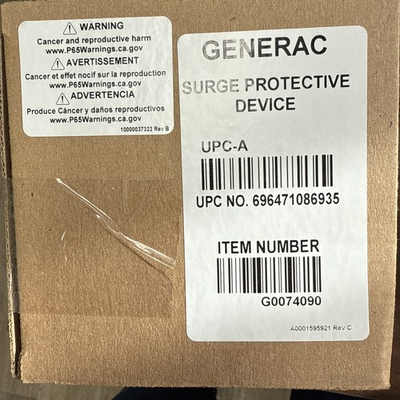 ⚠ WARNING
Cancer and reproductive harm
www.P65Warnings.ca.gov
⚠ AVERTISSEMENT
Cancer et effet nocif sur la reproduction
www.P65Warnings.ca.gov
⚠ ADVERTENCIA
Produce Cáncer y daños reproductivos
www.P65Warnings.ca.gov
10000037322 Rev B
GENERAC
SURGE PROTECTIVE
DEVICE
UPC-A
UPC NO. 696471086935
ITEM NUMBER
G0074090
A0001595921 Rev C